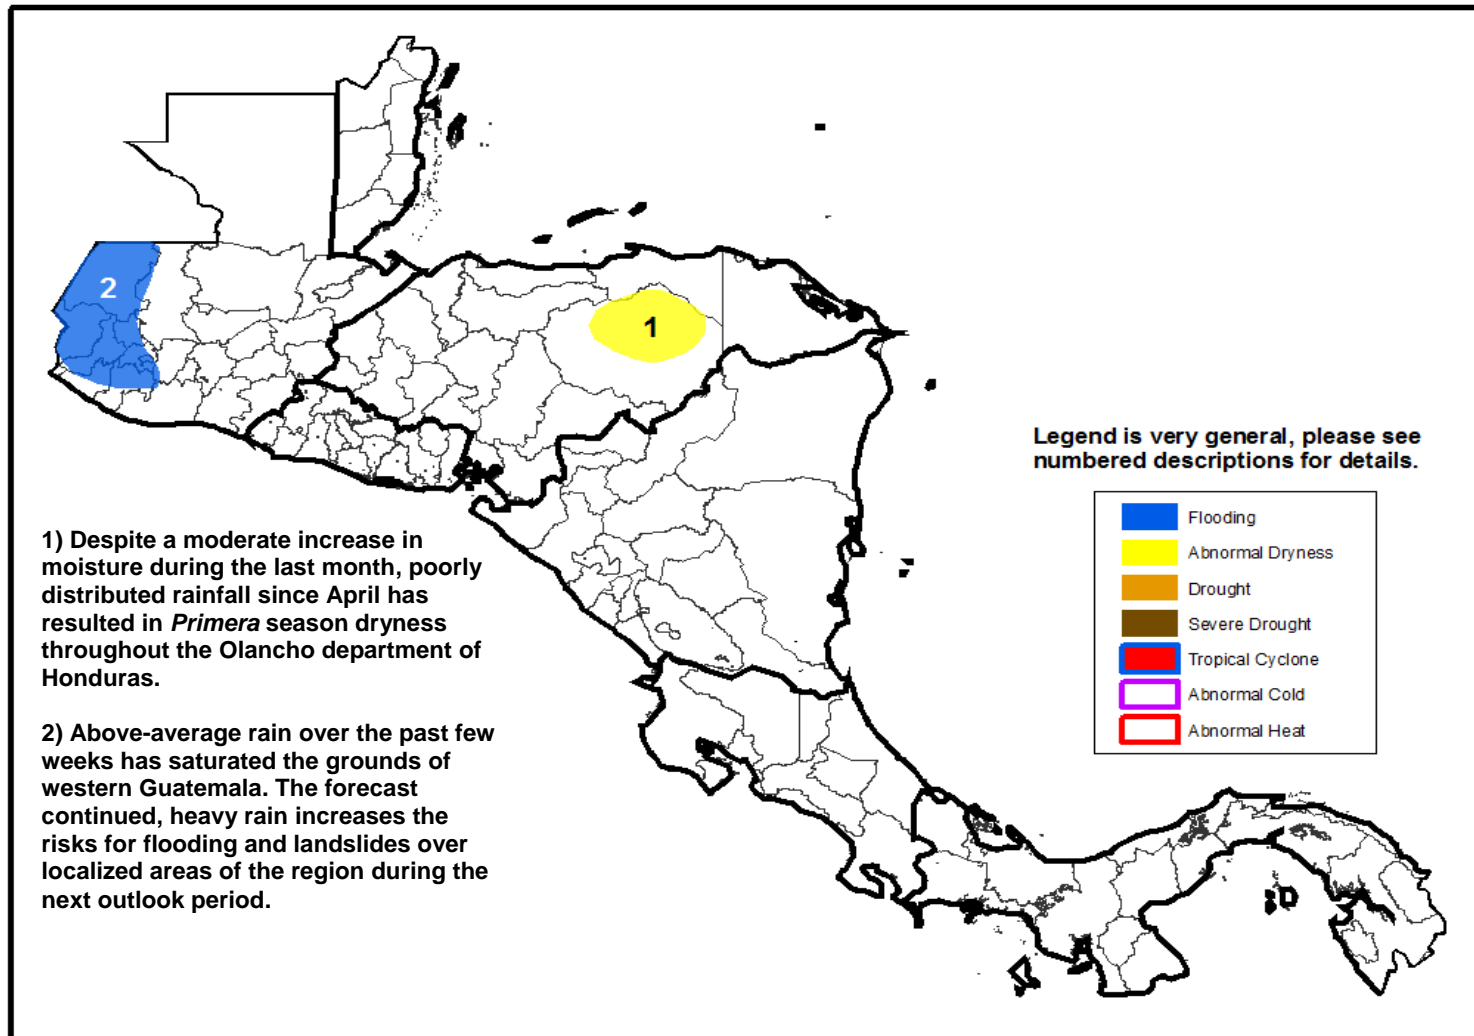 2
1
Legend is very general, please see
numbered descriptions for details.
Flooding
Abnormal Dryness
Drought
Severe Drought
Tropical Cyclone
Abnormal Cold
Abnormal Heat
1) Despite a moderate increase in
moisture during the last month, poorly
distributed rainfall since April has
resulted in Primera season dryness
throughout the Olancho department of
Honduras.
2) Above-average rain over the past few
weeks has saturated the grounds of
western Guatemala. The forecast
continued, heavy rain increases the
risks for flooding and landslides over
localized areas of the region during the
next outlook period.